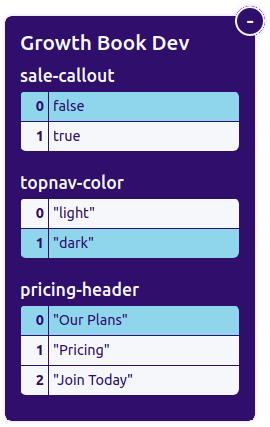 -
Growth Book Dev
sale-callout
0 false
1 true
topnav-color
0 "light"
1 "dark"
pricing-header
0 "Our Plans"
1 "Pricing"
2 "Join Today"